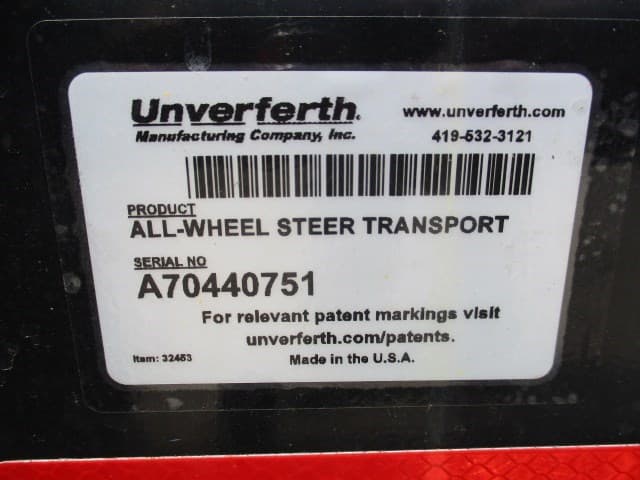 Unverferth
www.unverferth.com
Manufacturing Company, Inc.
419-532-3121
PRODUCT
ALL-WHEEL STEER TRANSPORT
SERIAL NO
A70440751
For relevant patent markings visit
unverferth.com/patents.
Item: 32453
Made in the U.S.A.